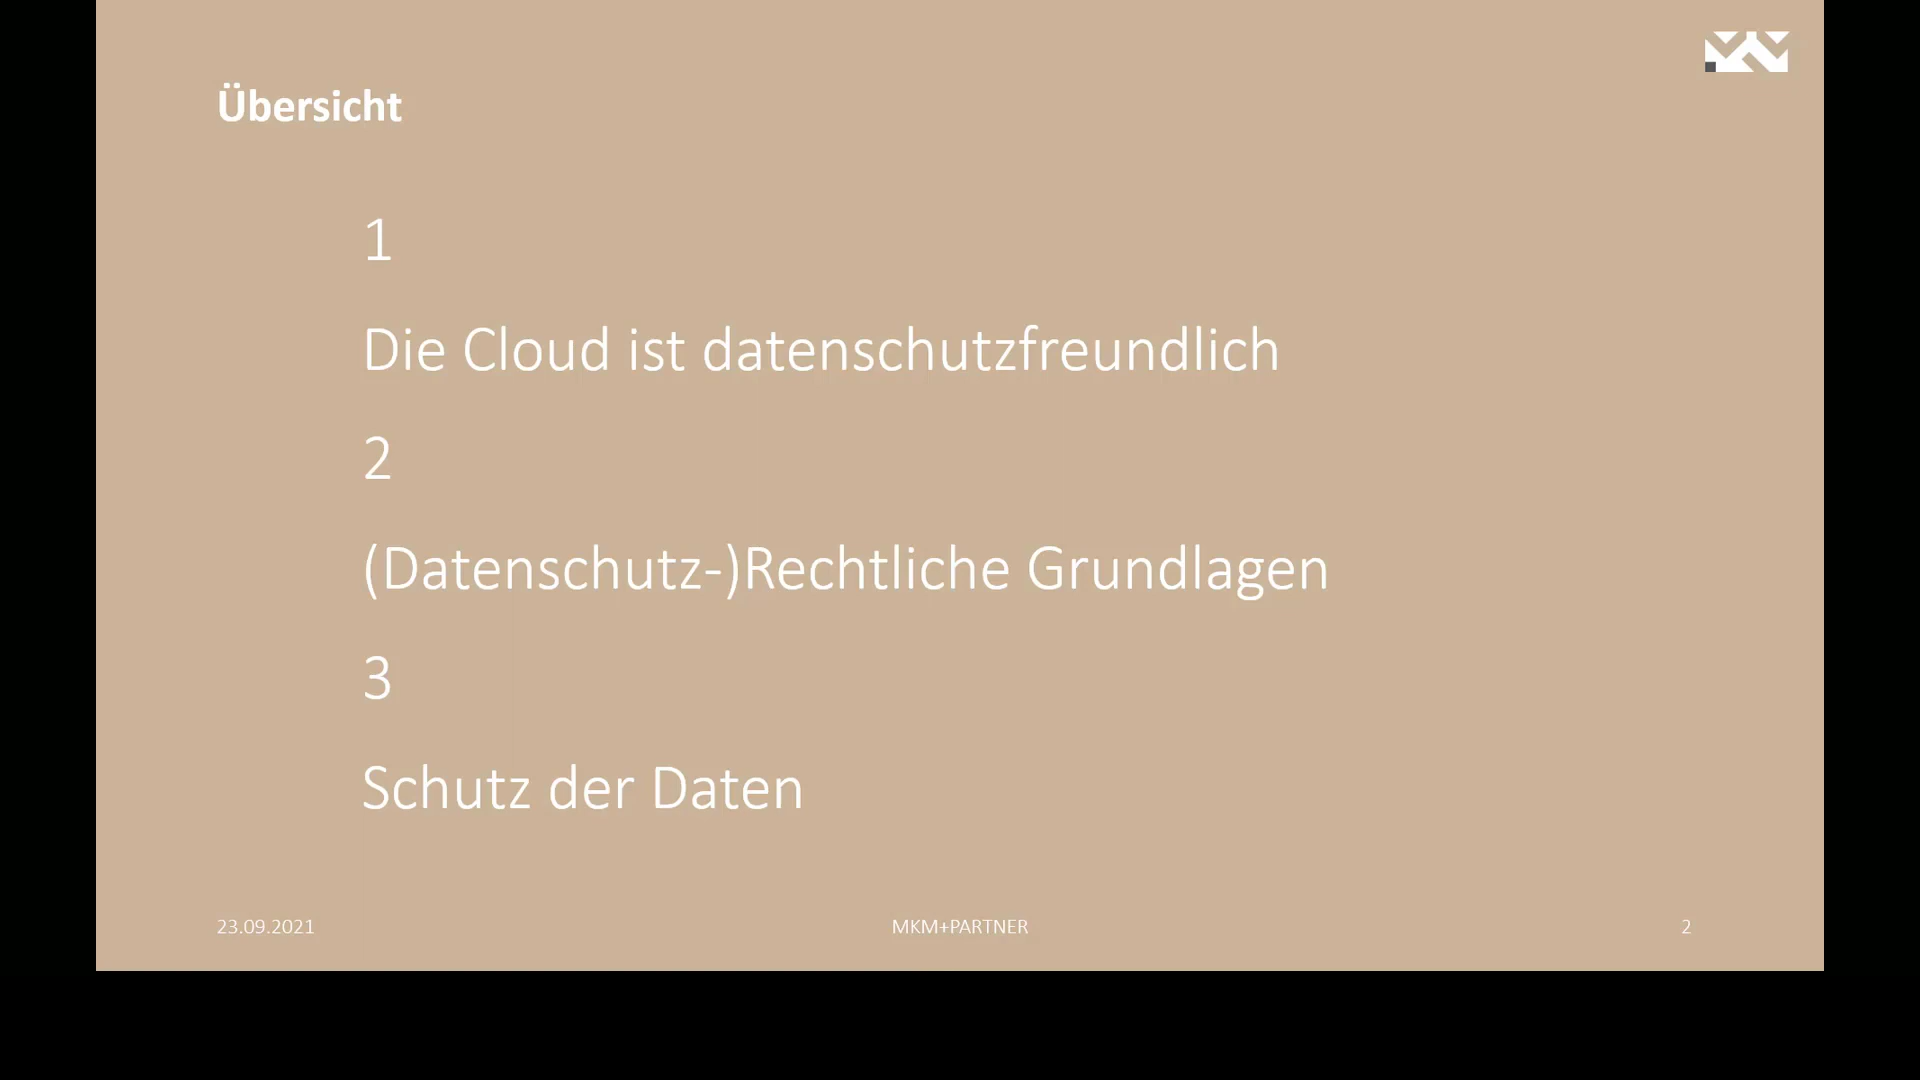 Übersicht
1
Die Cloud ist datenschutzfreundlich
2
(Datenschutz-)Rechtliche Grundlagen
3
Schutz der Daten
23.09.2021
MKM+PARTNER
2